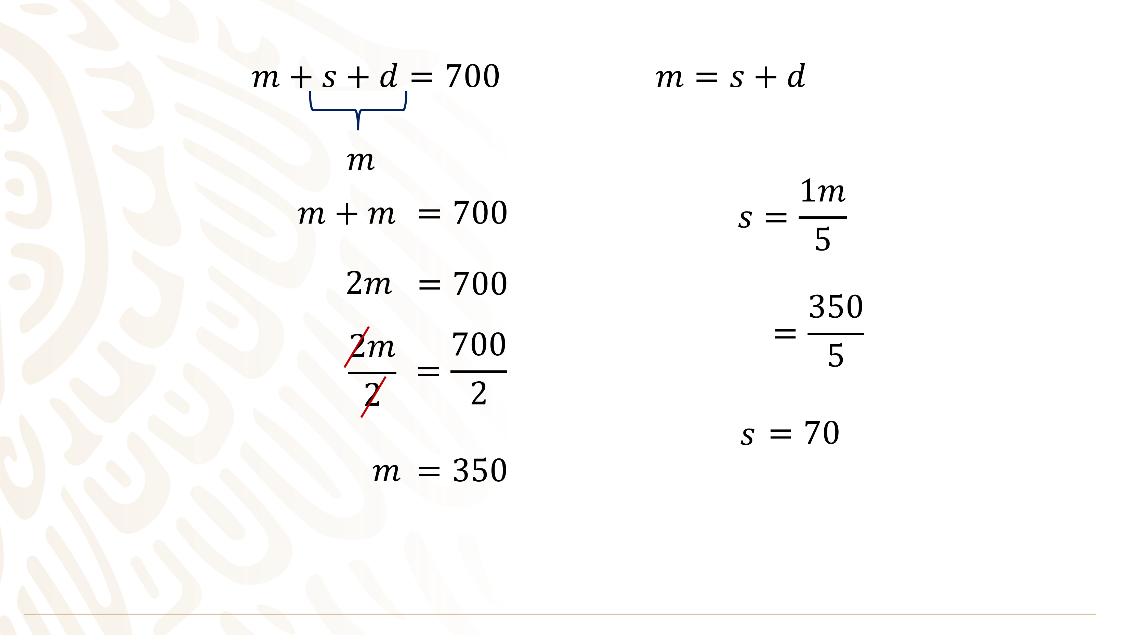 m + s + d = 700
m
m + m = 700
2m = 700
2m/2 = 700/2
m = 350
m = s + d
s = 1m/5
= 350/5
s = 70